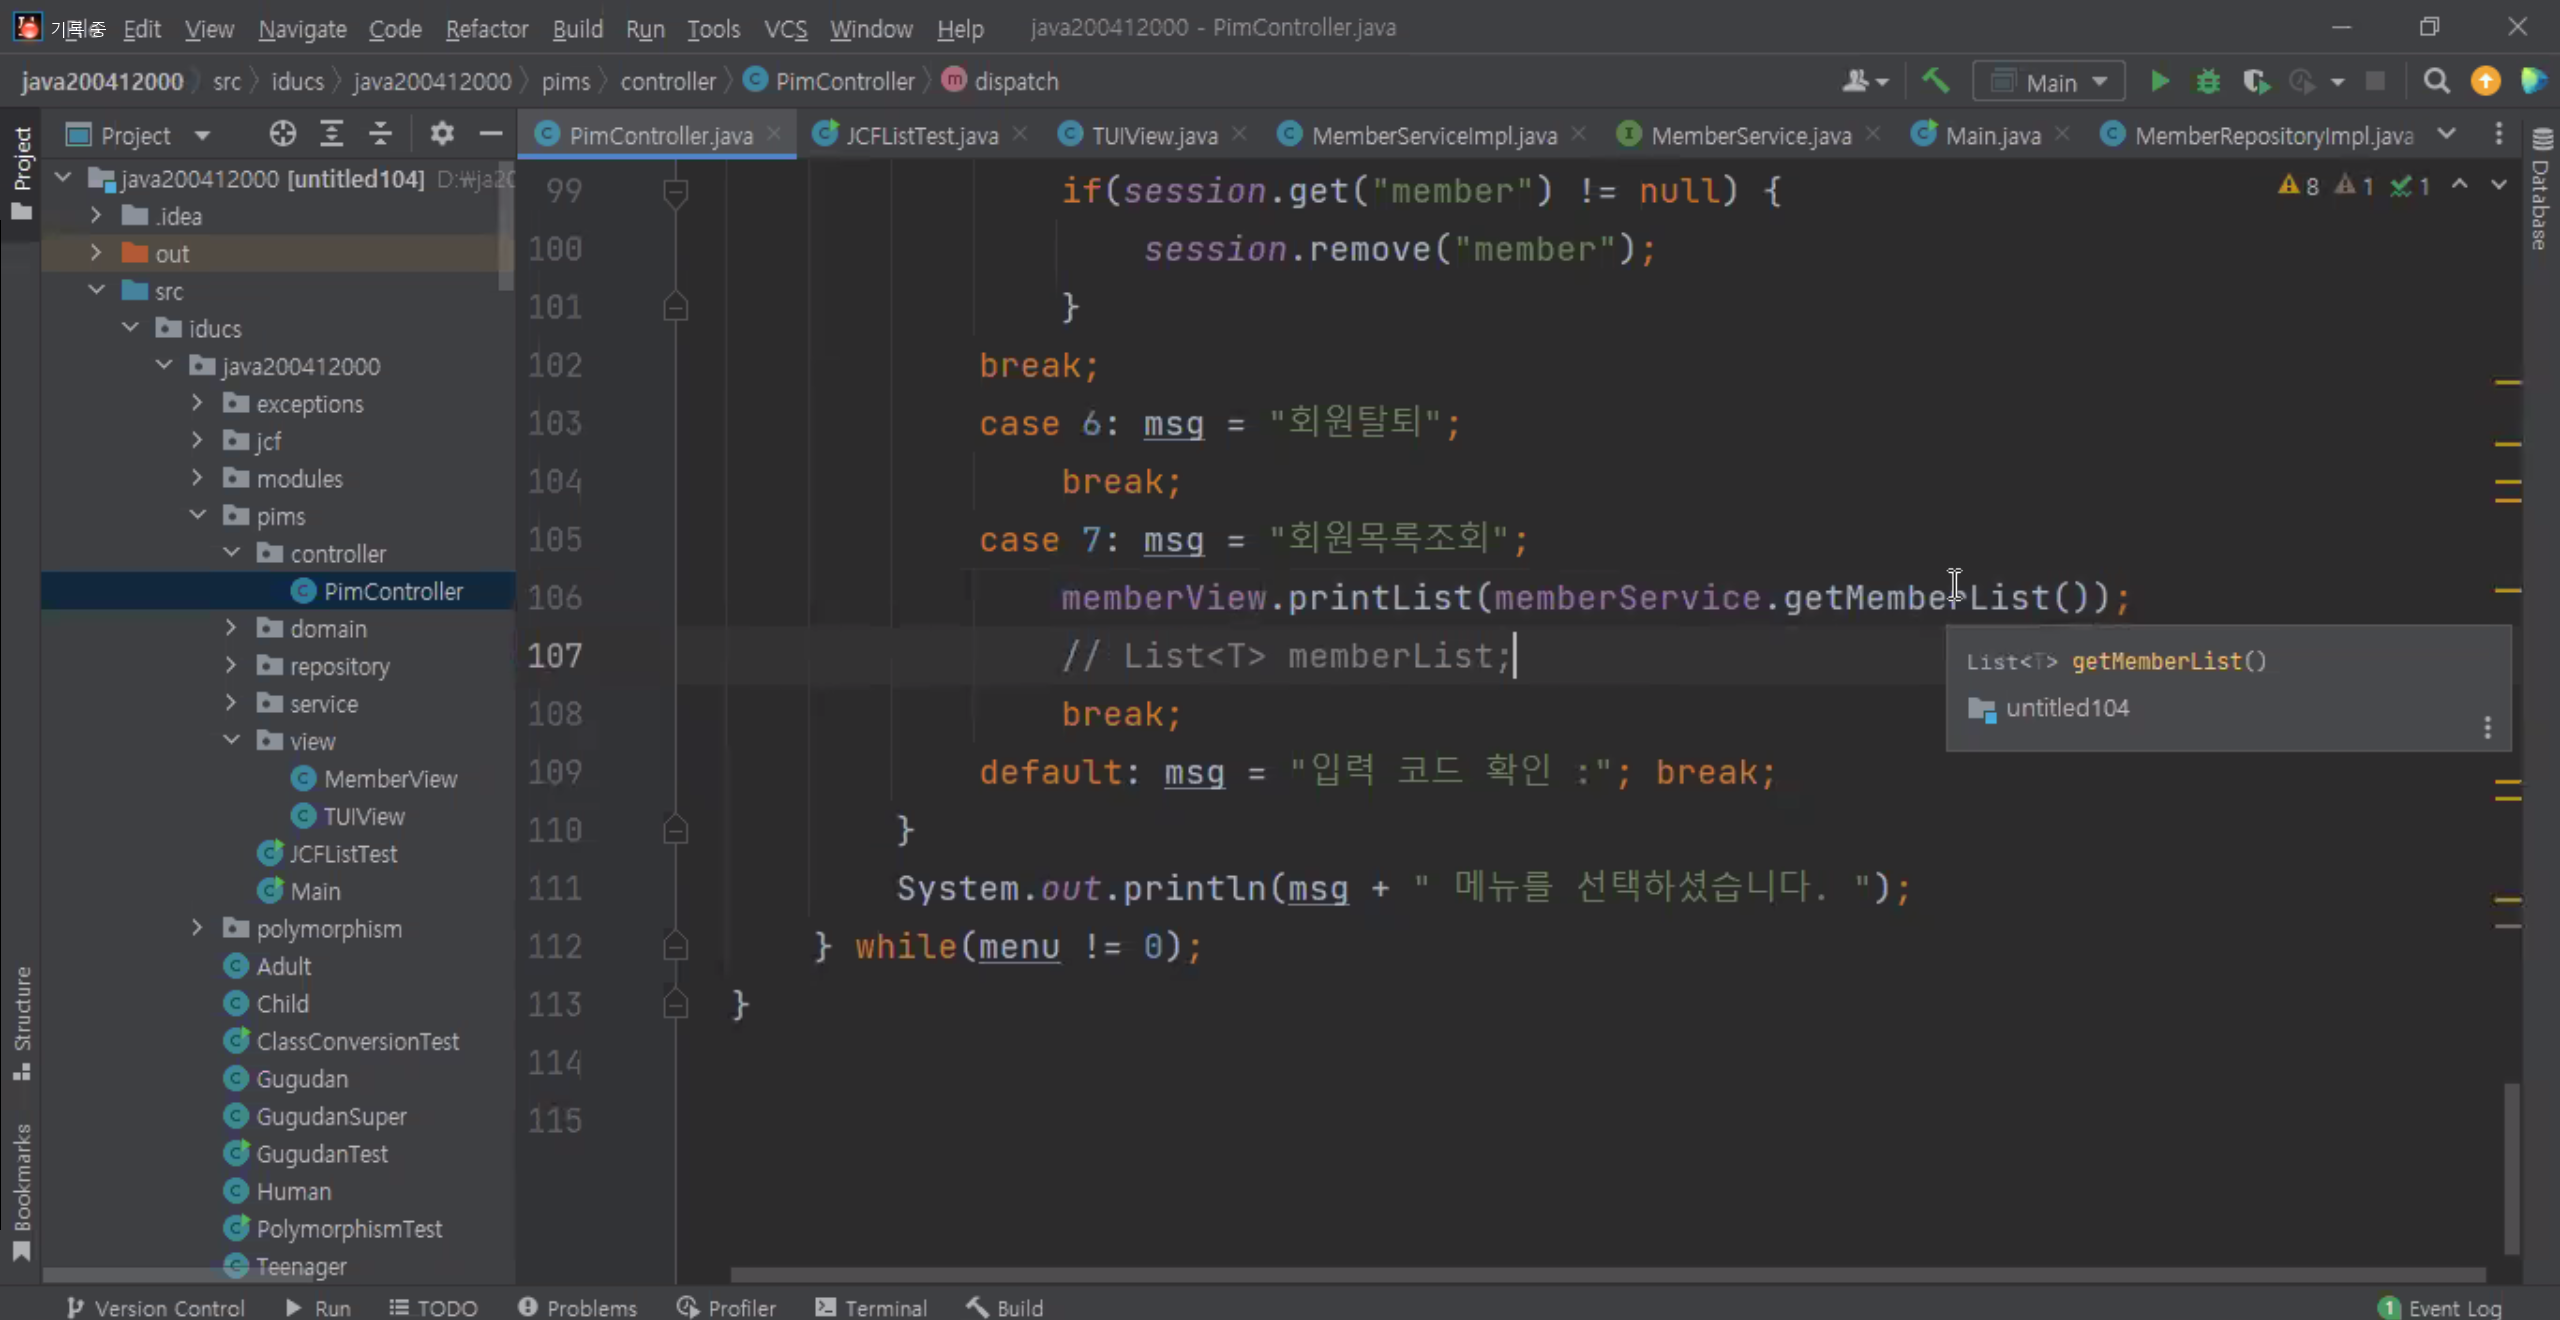 기록중
File Edit View Navigate Code Refactor Build Run Tools VCS Window Help java200412000 - PimController.java
java200412000 src iducs java200412000 pims controller PimController dispatch Main
Project
PimController.java JCFListTest.java TUIView.java MemberServiceImpl.java MemberService.java Main.java MemberRepositoryImpl.java
Project
Structure
Bookmarks
java200412000 [untitled104]
.idea
out
src
iducs
java200412000
exceptions
jcf
modules
pims
controller
PimController
domain
repository
service
view
MemberView
TUIView
JCFListTest
Main
polymorphism
Adult
Child
ClassConversionTest
Gugudan
GugudanSuper
GugudanTest
Human
PolymorphismTest
Teenager
8 1 1
99 if(session.get("member") != null) {
100 session.remove("member");
101 }
102 break;
103 case 6: msg = "회원탈퇴";
104 break;
105 case 7: msg = "회원목록조회";
106 memberView.printList(memberService.getMemberList());
107 // List<T> memberList;
108 break;
109 default: msg = "입력 코드 확인 :"; break;
110 }
111 System.out.println(msg + " 메뉴를 선택하셨습니다. ");
112 } while(menu != 0);
113 }
114
115
List<T> getMemberList()
untitled104
Database
Version Control Run TODO Problems Profiler Terminal Build 1 Event Log